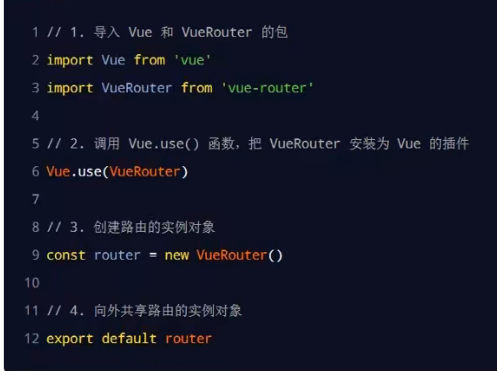 1 // 1. 导入 Vue 和 VueRouter 的包
2 import Vue from 'vue'
3 import VueRouter from 'vue-router'
4
5 // 2. 调用 Vue.use() 函数，把 VueRouter 安装为 Vue 的插件
6 Vue.use(VueRouter)
7
8 // 3. 创建路由的实例对象
9 const router = new VueRouter()
10
11 // 4. 向外共享路由的实例对象
12 export default router